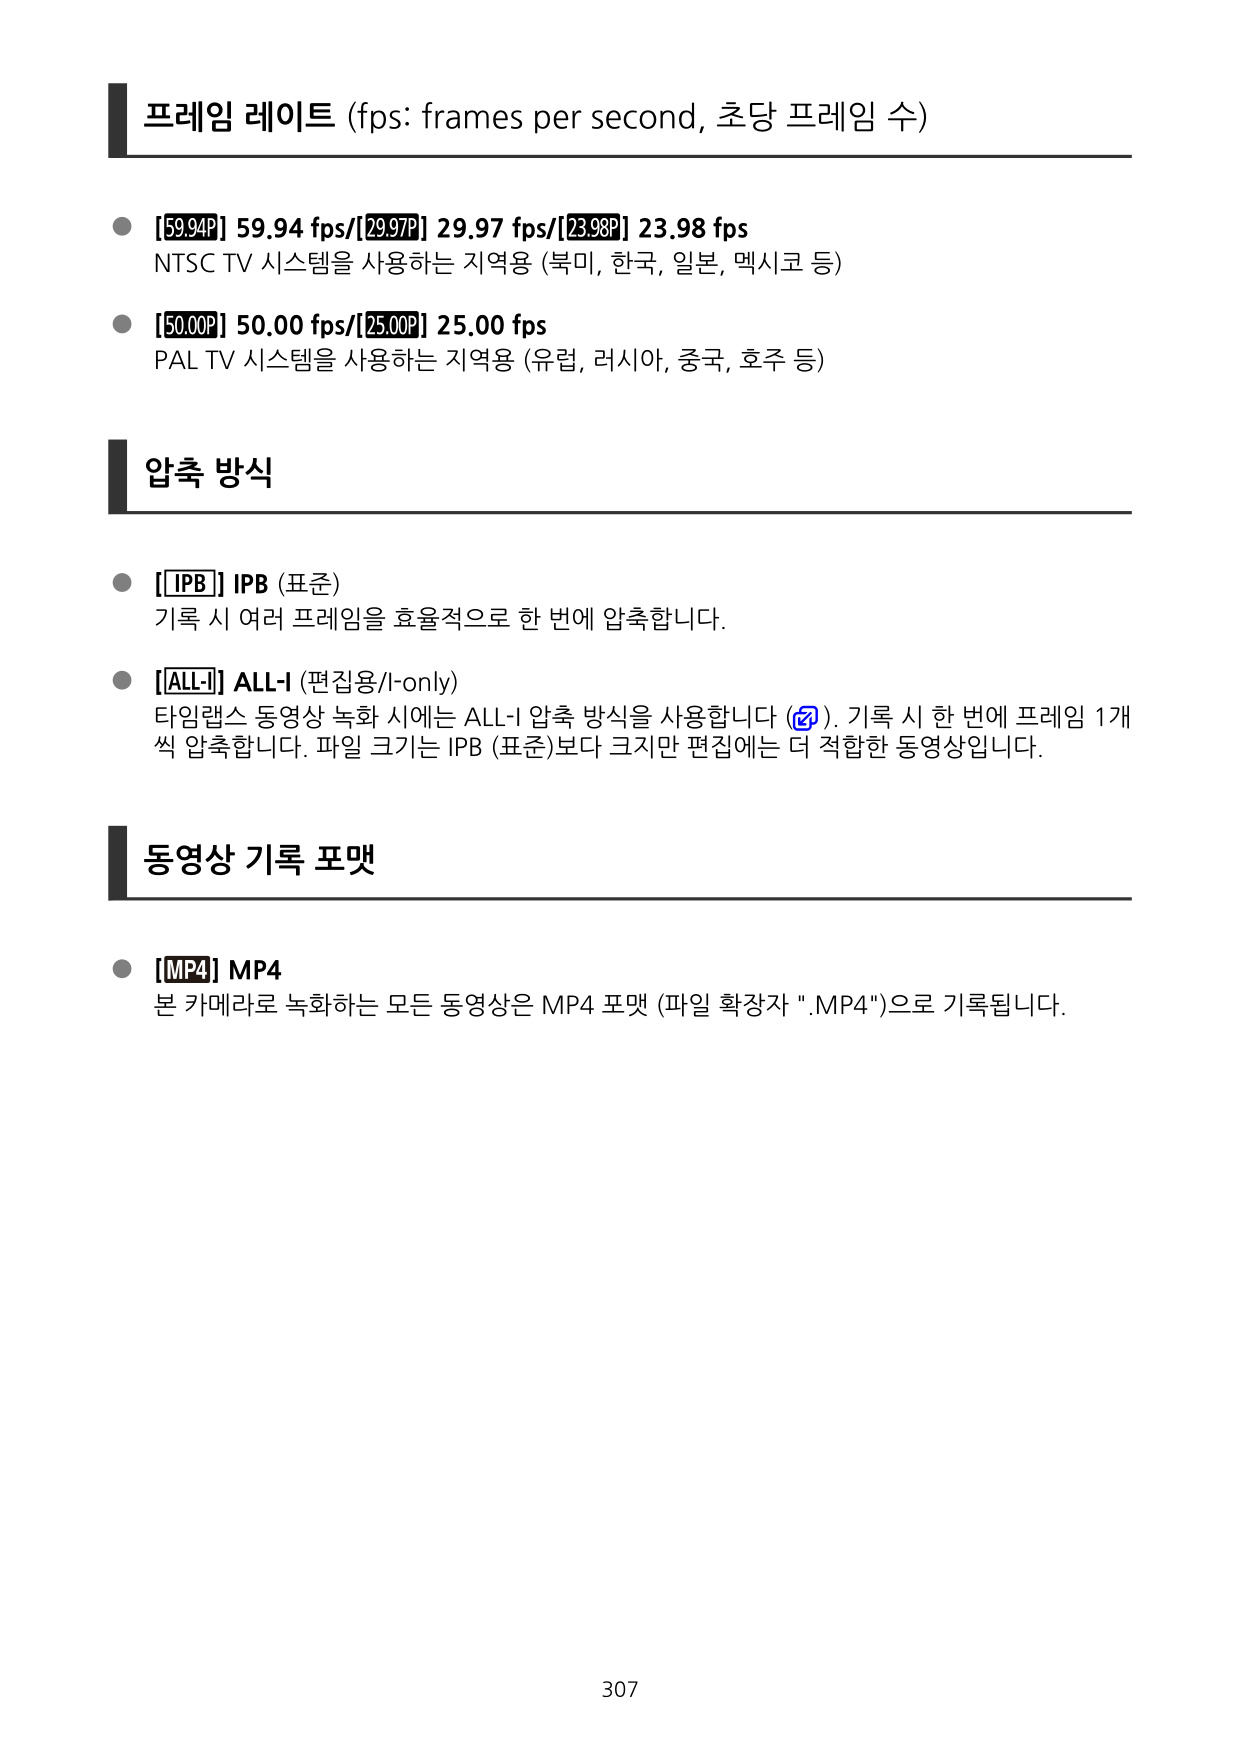 프레임 레이트 (fps: frames per second, 초당 프레임 수)
● [59.94P] 59.94 fps/[29.97P] 29.97 fps/[23.98P] 23.98 fps
NTSC TV 시스템을 사용하는 지역용 (북미, 한국, 일본, 멕시코 등)
● [50.00P] 50.00 fps/[25.00P] 25.00 fps
PAL TV 시스템을 사용하는 지역용 (유럽, 러시아, 중국, 호주 등)
압축 방식
● [IPB] IPB (표준)
기록 시 여러 프레임을 효율적으로 한 번에 압축합니다.
● [ALL-I] ALL-I (편집용/I-only)
타임랩스 동영상 녹화 시에는 ALL-I 압축 방식을 사용합니다 ( ). 기록 시 한 번에 프레임 1개
씩 압축합니다. 파일 크기는 IPB (표준)보다 크지만 편집에는 더 적합한 동영상입니다.
동영상 기록 포맷
● [MP4] MP4
본 카메라로 녹화하는 모든 동영상은 MP4 포맷 (파일 확장자 ".MP4")으로 기록됩니다.
307